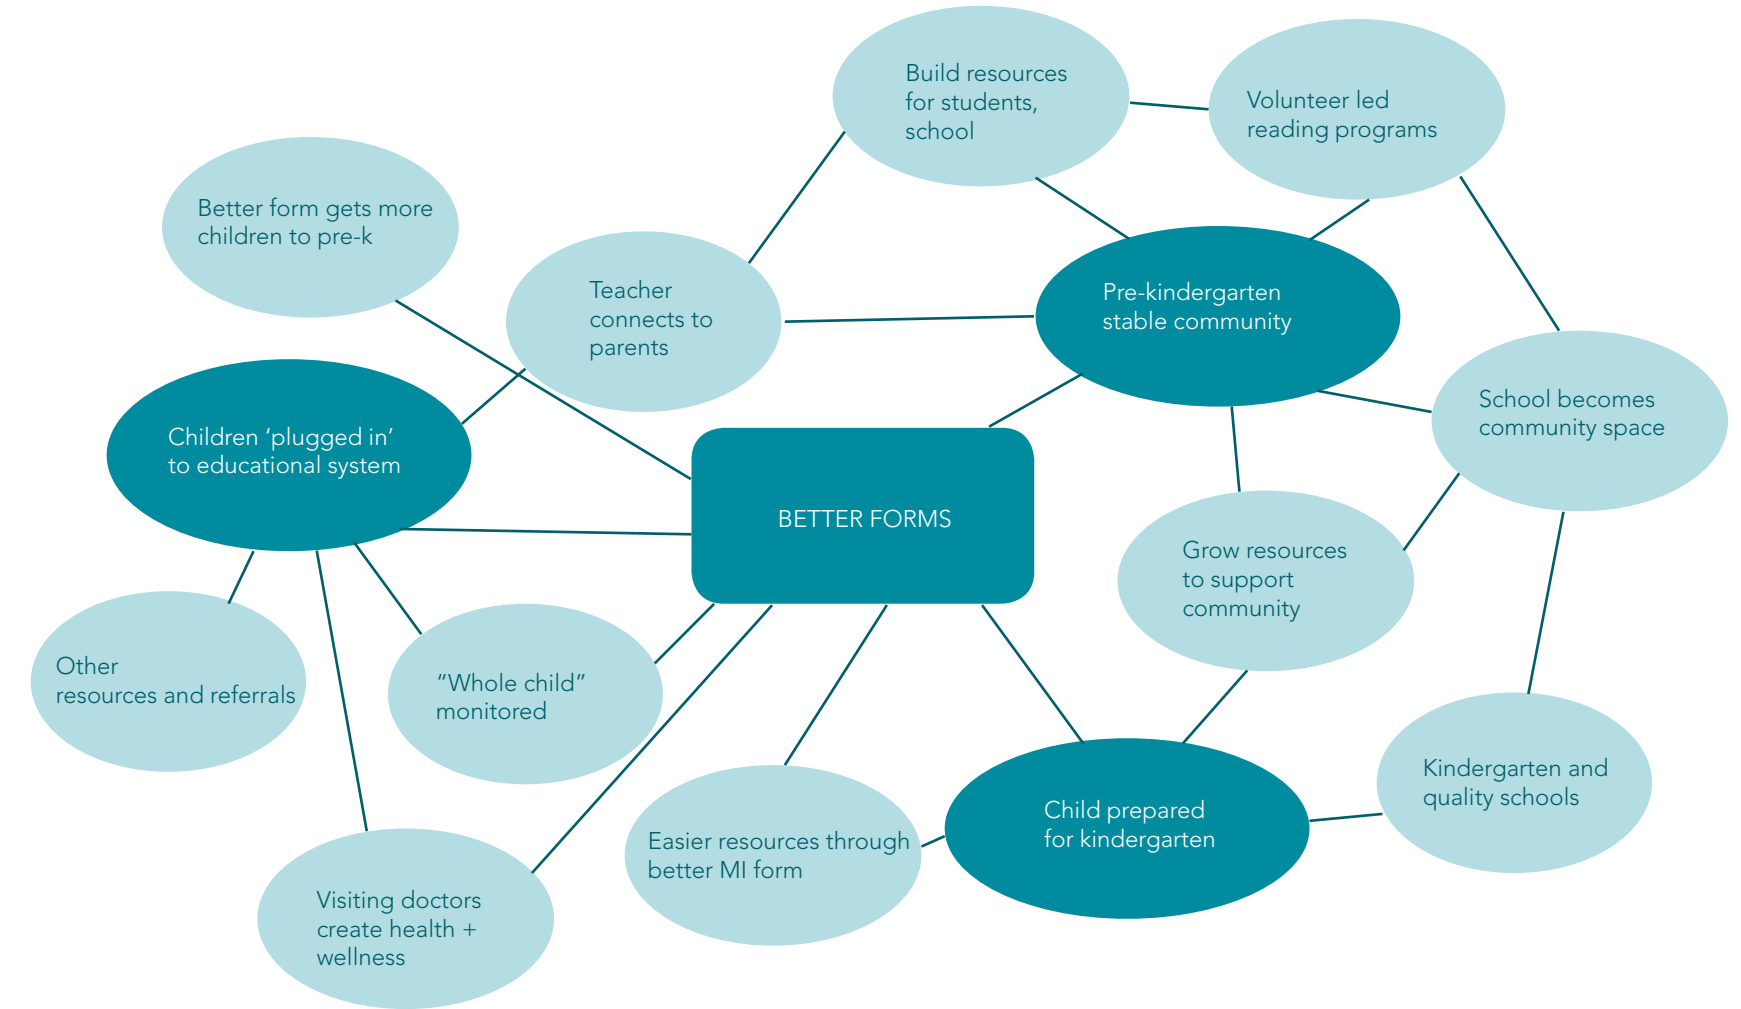 Build resources
for students,
school
Volunteer led
reading programs
Better form gets more
children to pre-k
Teacher
connects to
parents
Pre-kindergarten
stable community
Children ‘plugged in’
to educational system
School becomes
community space
BETTER FORMS
Grow resources
to support
community
Other
resources and referrals
“Whole child”
monitored
Kindergarten and
quality schools
Easier resources through
better MI form
Child prepared
for kindergarten
Visiting doctors
create health +
wellness